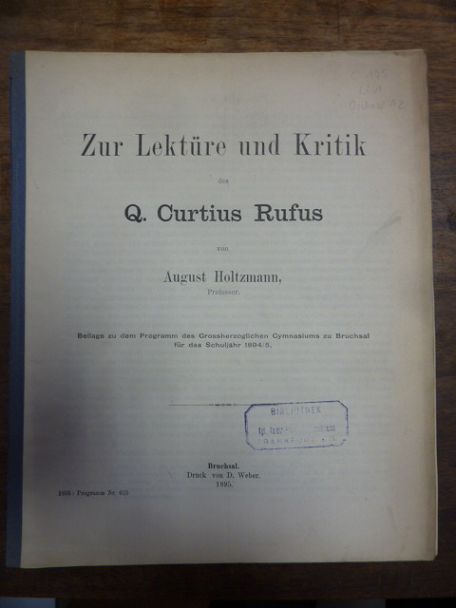 Zur Lektüre und Kritik
des
Q. Curtius Rufus
von
August Holtzmann,
Professor.
Beilage zu dem Programm des Grossherzoglichen Gymnasiums zu Bruchsal
für das Schuljahr 1894/5.
BIBLIOTHEK
FRANKFURT
Bruchsal.
Druck von D. Weber.
1895.
1895: Programm Nr.